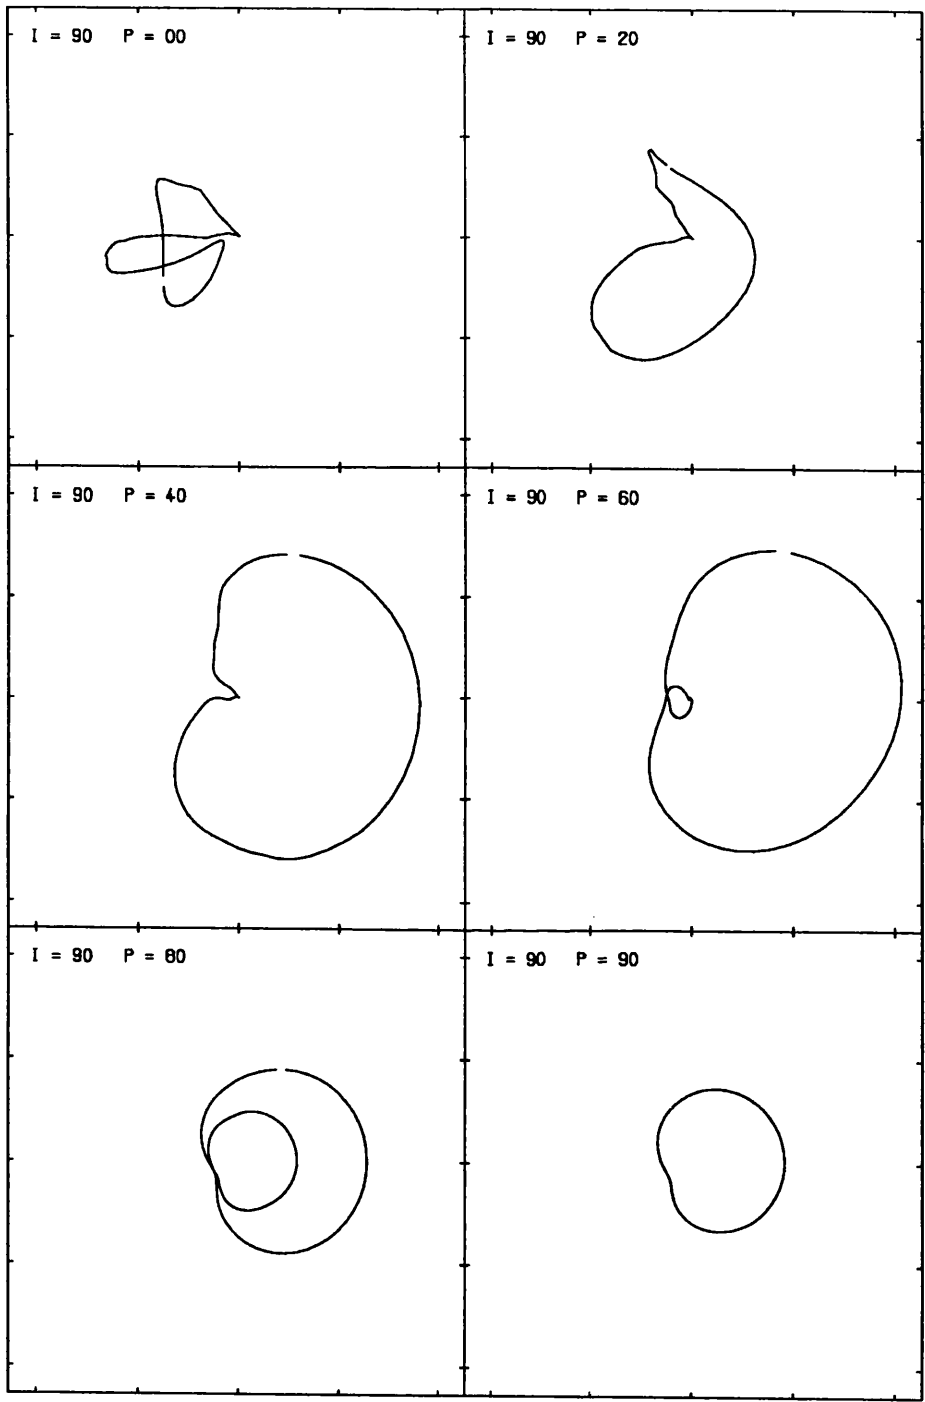 I = 90 P = 00
I = 90 P = 20
I = 90 P = 40
I = 90 P = 60
I = 90 P = 80
I = 90 P = 90